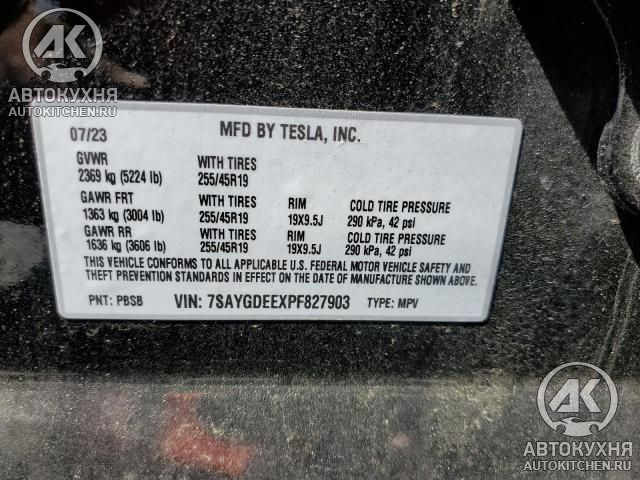 AK
АВТОКУХНЯ
AUTOKITCHEN.RU
07/23 MFD BY TESLA, INC.
GVWR WITH TIRES
2369 kg (5224 lb) 255/45R19
GAWR FRT WITH TIRES RIM COLD TIRE PRESSURE
1363 kg (3004 lb) 255/45R19 19X9.5J 290 kPa, 42 psi
GAWR RR WITH TIRES RIM COLD TIRE PRESSURE
1636 kg (3606 lb) 255/45R19 19X9.5J 290 kPa, 42 psi
THIS VEHICLE CONFORMS TO ALL APPLICABLE U.S. FEDERAL MOTOR VEHICLE SAFETY AND
THEFT PREVENTION STANDARDS IN EFFECT ON THE DATE OF MANUFACTURE SHOWN ABOVE.
PNT: PBSB VIN: 7SAYGDEEXPF827903 TYPE: MPV
AK
АВТОКУХНЯ
AUTOKITCHEN.RU